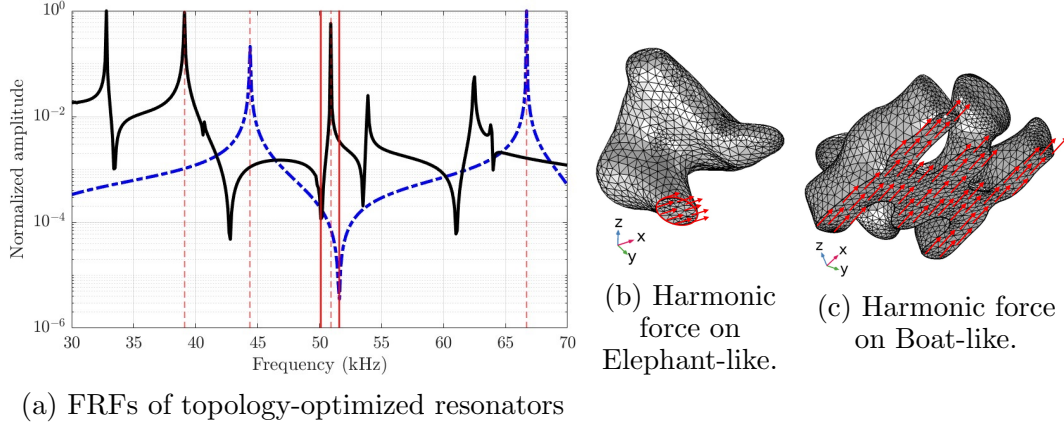 10^0
10^-2
10^-4
10^-6
Normalized amplitude
30 35 40 45 50 55 60 65 70
Frequency (kHz)
(a) FRFs of topology-optimized resonators
z
x
y
(b) Harmonic
force on
Elephant-like.
z
x
y
(c) Harmonic force
on Boat-like.